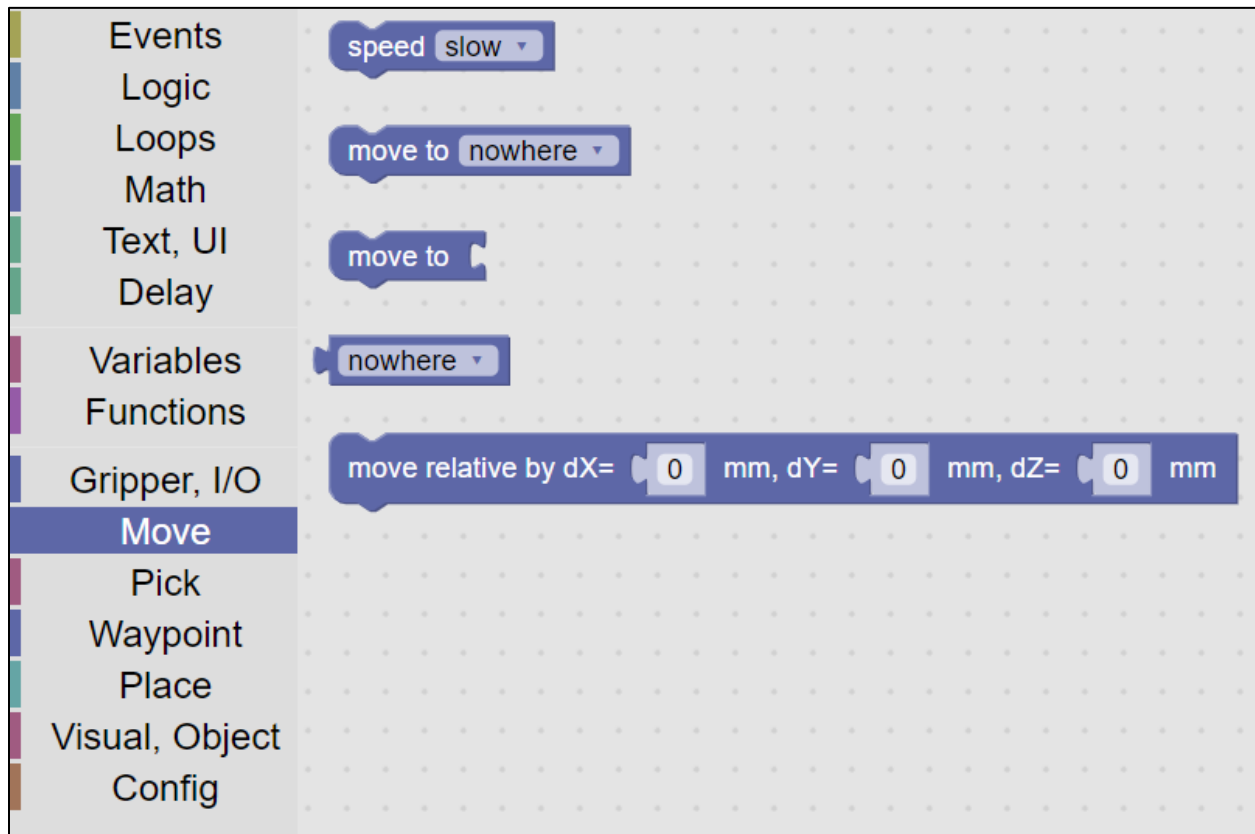 Events
Logic
Loops
Math
Text, UI
Delay
Variables
Functions
Gripper, I/O
Move
Pick
Waypoint
Place
Visual, Object
Config
speed slow
move to nowhere
move to
nowhere
move relative by dX= 0 mm, dY= 0 mm, dZ= 0 mm